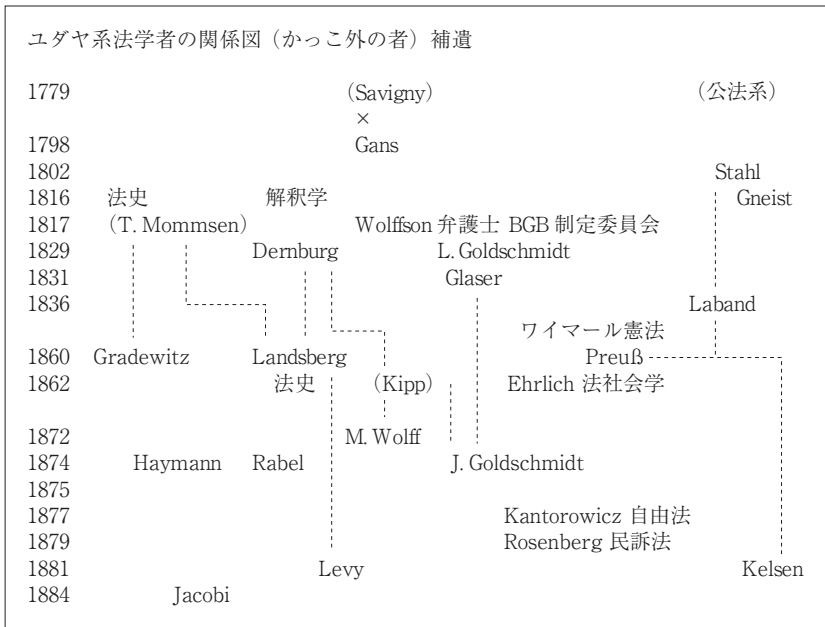 ユダヤ系法学者の関係図（かっこ外の者）補遺
1779 (Savigny) （公法系）
×
1798 Gans
1802 Stahl
1816 法史 解釈学 Gneist
1817 (T. Mommsen) Wolffson 弁護士 BGB 制定委員会
1829 Dernburg L. Goldschmidt
1831 Glaser
1836 Laband
ワイマール憲法
1860 Gradewitz Landsberg Preuß
1862 法史 (Kipp) Ehrlich 法社会学
1872 M. Wolff
1874 Haymann Rabel J. Goldschmidt
1875
1877 Kantorowicz 自由法
1879 Rosenberg 民訴法
1881 Levy Kelsen
1884 Jacobi